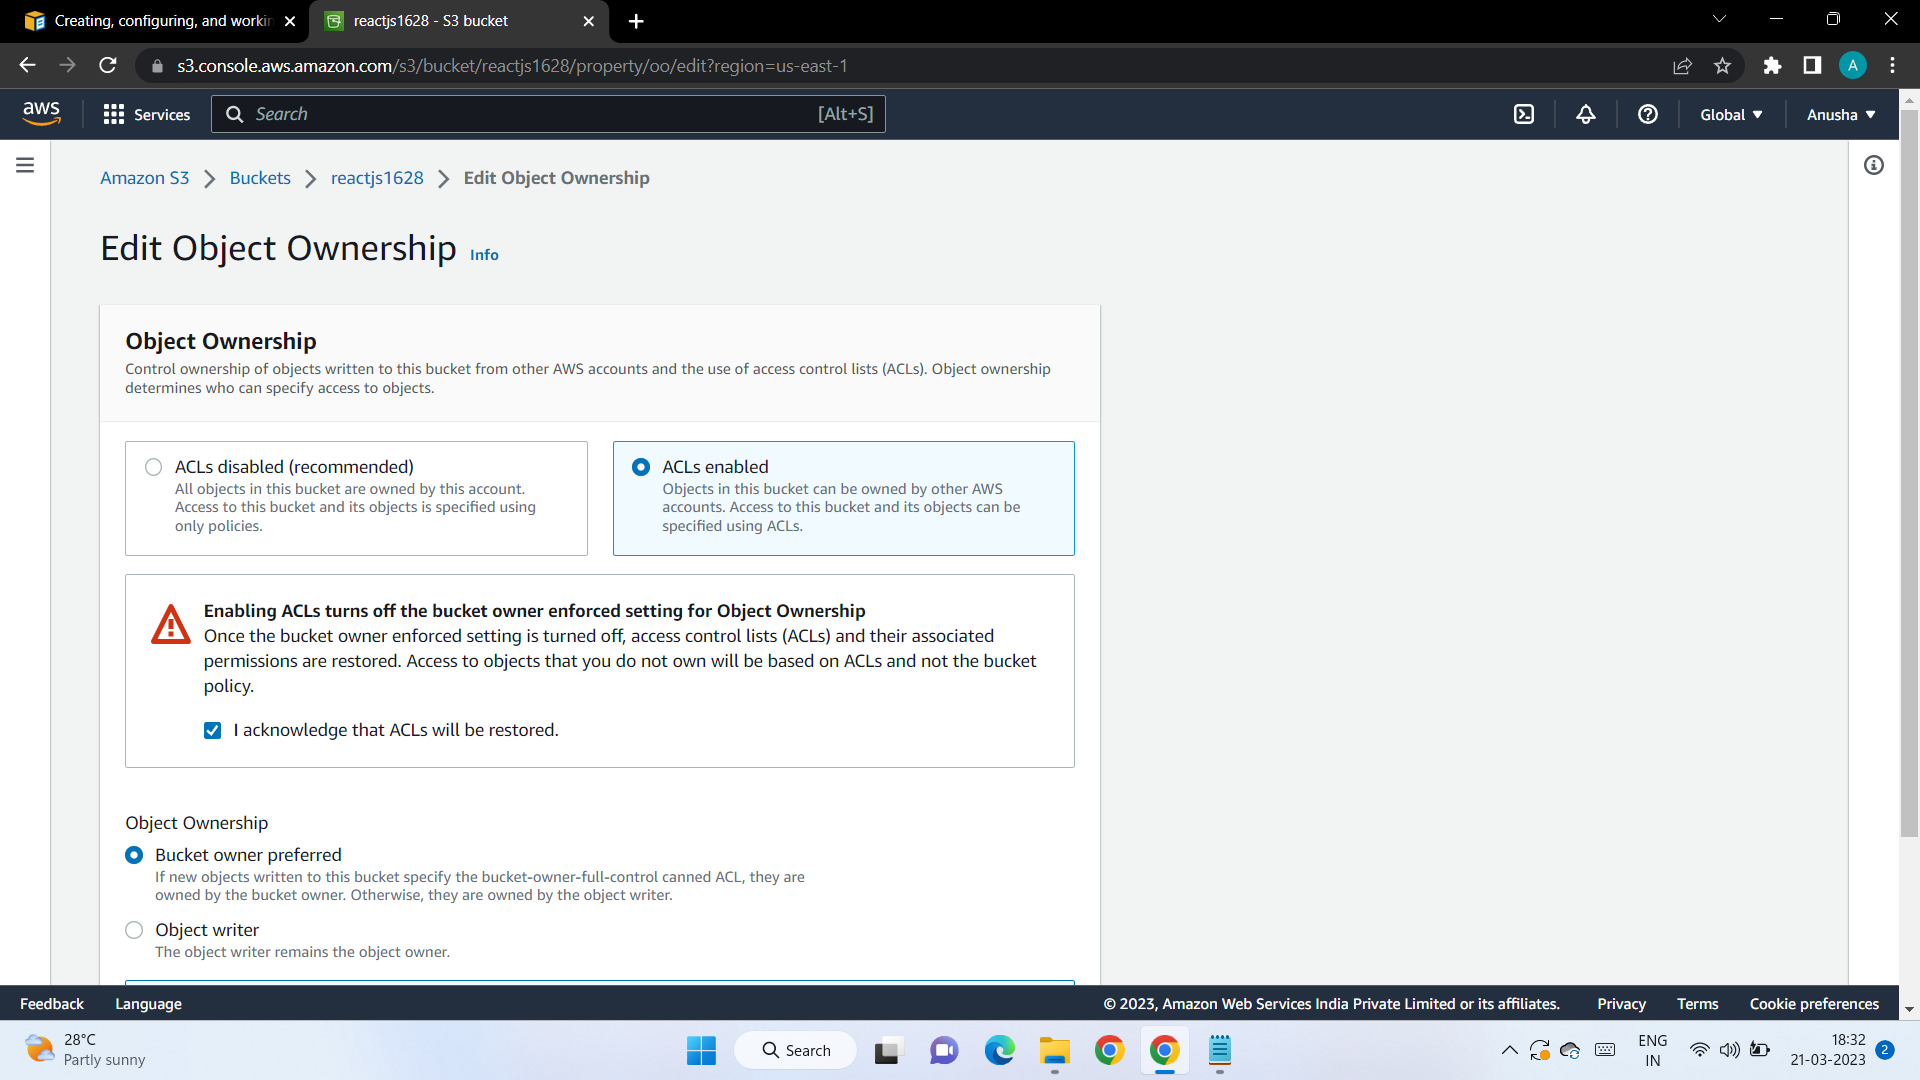 Creating, configuring, and workin
reactjs1628 - S3 bucket
s3.console.aws.amazon.com/s3/bucket/reactjs1628/property/oo/edit?region=us-east-1
A
aws
Services
Search
[Alt+S]
Global
Anusha
Amazon S3
Buckets
reactjs1628
Edit Object Ownership
Edit Object Ownership
Info
Object Ownership
Control ownership of objects written to this bucket from other AWS accounts and the use of access control lists (ACLs). Object ownership
determines who can specify access to objects.
ACLs disabled (recommended)
All objects in this bucket are owned by this account.
Access to this bucket and its objects is specified using
only policies.
ACLs enabled
Objects in this bucket can be owned by other AWS
accounts. Access to this bucket and its objects can be
specified using ACLs.
Enabling ACLs turns off the bucket owner enforced setting for Object Ownership
Once the bucket owner enforced setting is turned off, access control lists (ACLs) and their associated
permissions are restored. Access to objects that you do not own will be based on ACLs and not the bucket
policy.
I acknowledge that ACLs will be restored.
Object Ownership
Bucket owner preferred
If new objects written to this bucket specify the bucket-owner-full-control canned ACL, they are
owned by the bucket owner. Otherwise, they are owned by the object writer.
Object writer
The object writer remains the object owner.
Feedback
Language
© 2023, Amazon Web Services India Private Limited or its affiliates.
Privacy
Terms
Cookie preferences
28°C
Partly sunny
Search
ENG
IN
18:32
21-03-2023
2